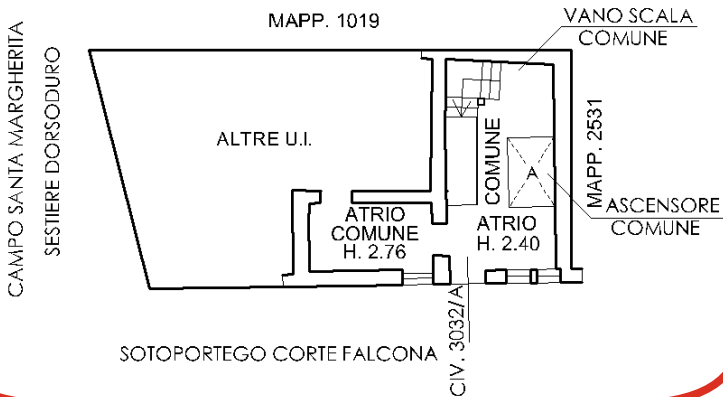 MAPP. 1019
VANO SCALA
COMUNE
CAMPO SANTA MARGHERITA
SESTIERE DORSODURO
ALTRE U.I.
COMUNE
A
MAPP. 2531
ATRIO
COMUNE
H. 2.76
ATRIO
H. 2.40
ASCENSORE
COMUNE
SOTOPORTEGO CORTE FALCONA
CIV. 3032/A